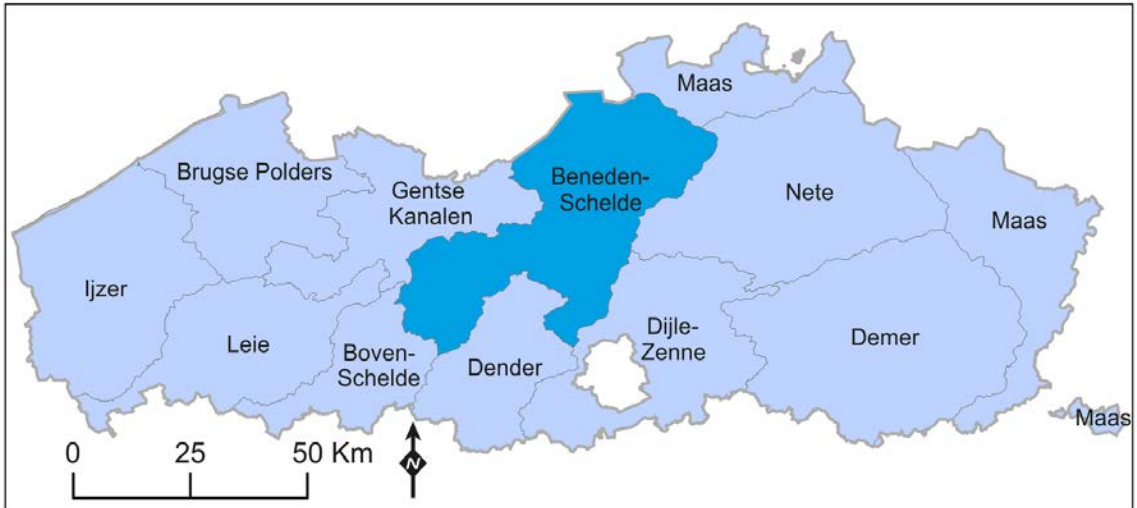 Maas
Brugse Polders
Gentse
Kanalen
Beneden-
Schelde
Nete
Maas
Ijzer
Leie
Boven-
Schelde
Dender
Dijle-
Zenne
Demer
Maas
0 25 50 Km
N